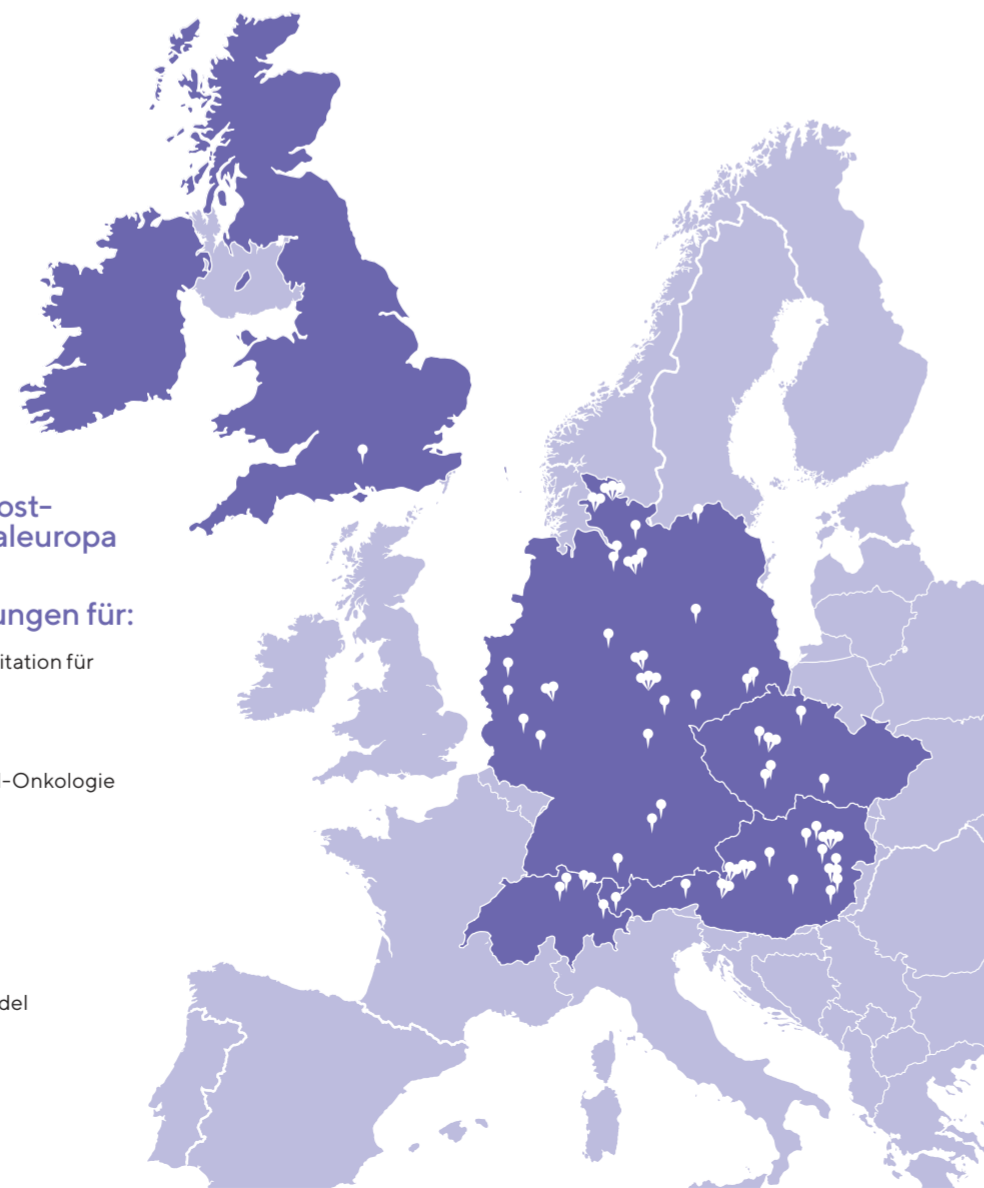 ost-
aleuropa
ungen für:
itation für
l-Onkologie
del